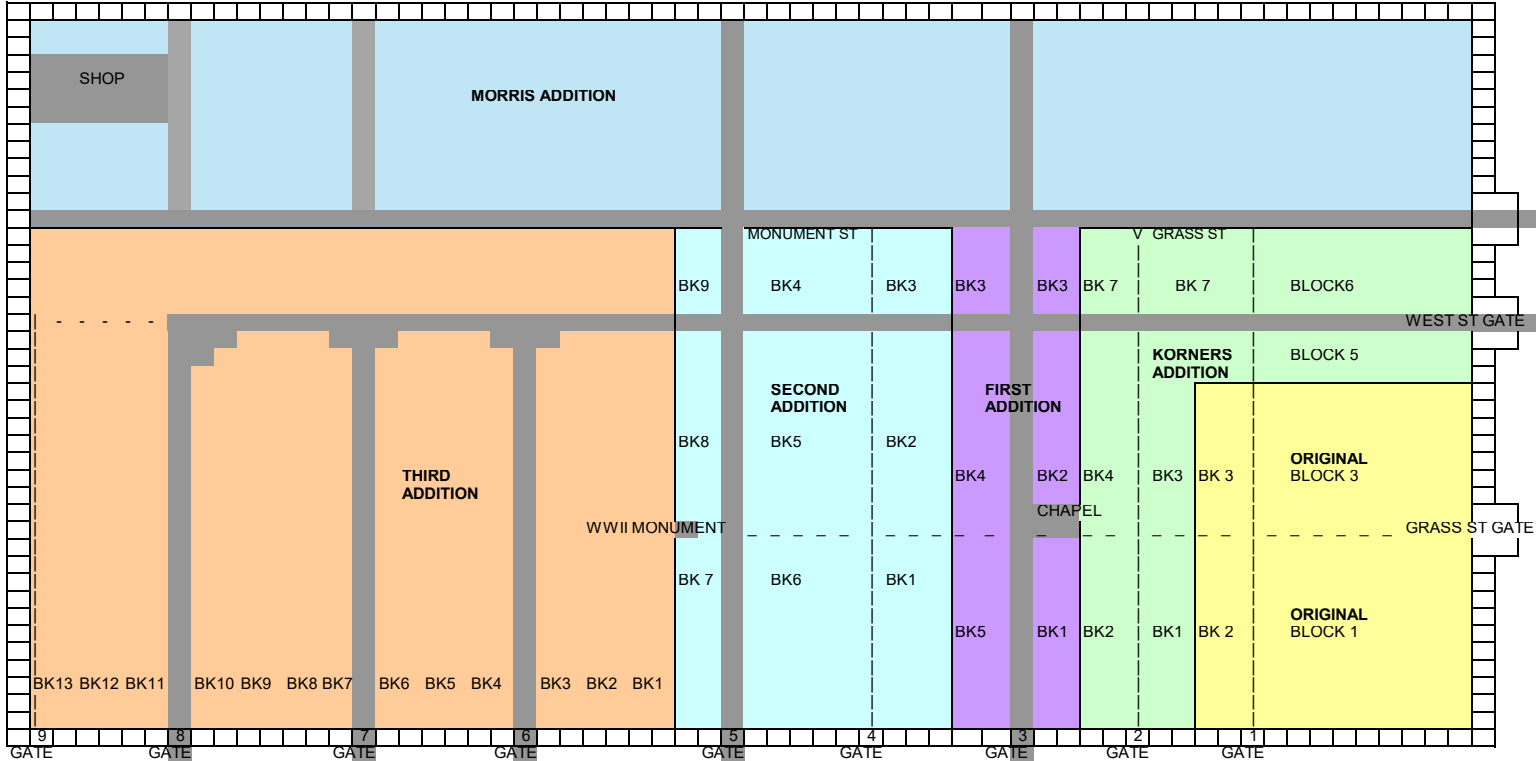 SHOP
MORRIS ADDITION
MONUMENT ST
V GRASS ST
BK9
BK4
BK3
BK3
BK3
BK 7
BK 7
BLOCK6
WEST ST GATE
KORNERS
ADDITION
BLOCK 5
SECOND
ADDITION
FIRST
ADDITION
BK8
BK5
BK2
THIRD
ADDITION
BK4
BK2
BK4
BK3
BK 3
ORIGINAL
BLOCK 3
CHAPEL
WWII MONUMENT
GRASS ST GATE
BK 7
BK6
BK1
BK5
BK1
BK2
BK1
BK 2
ORIGINAL
BLOCK 1
BK13 BK12 BK11 BK10 BK9 BK8 BK7 BK6 BK5 BK4 BK3 BK2 BK1
9 8 7 6 5 4 3 2 1
GATE GATE GATE GATE GATE GATE GATE GATE GATE